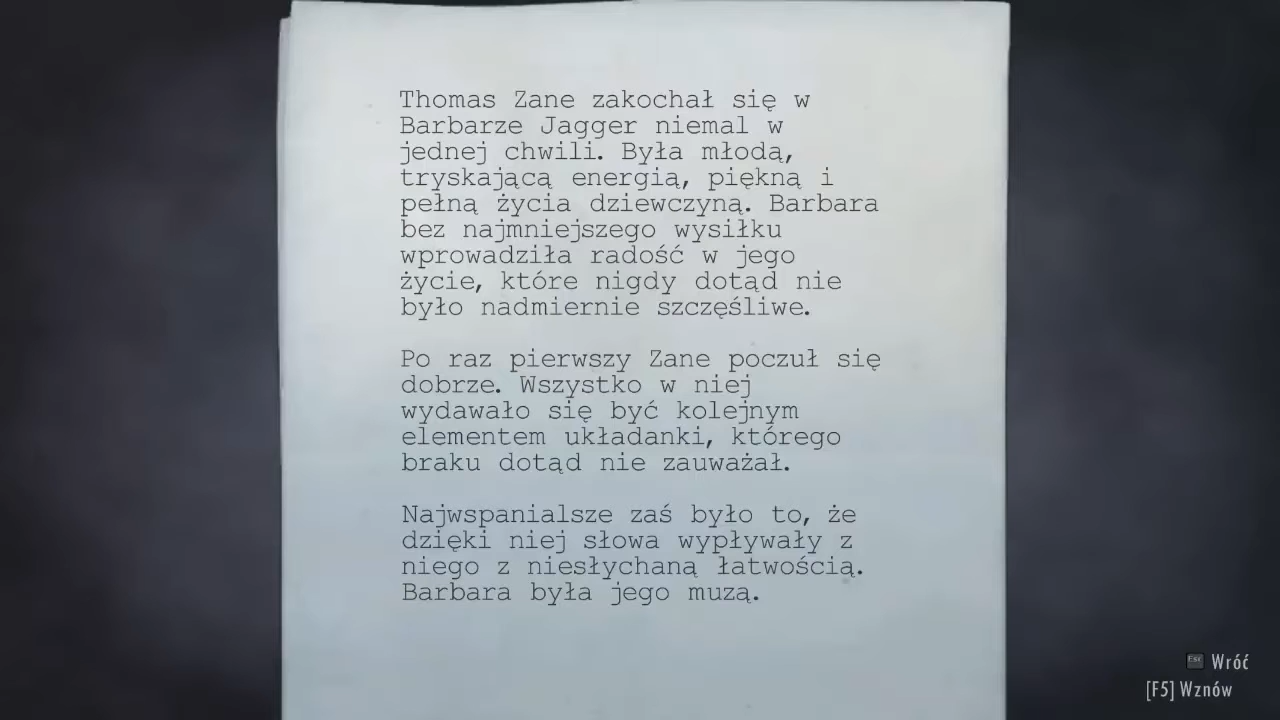 Thomas Zane zakochał się w
Barbarze Jagger niemal w
jednej chwili. Była młodą,
tryskającą energią, piękną i
pełną życia dziewczyną. Barbara
bez najmniejszego wysiłku
wprowadziła radość w jego
życie, które nigdy dotąd nie
było nadmiernie szczęśliwe.
Po raz pierwszy Zane poczuł się
dobrze. Wszystko w niej
wydawało się być kolejnym
elementem układanki, którego
braku dotąd nie zauważał.
Najwspanialsze zaś było to, że
dzięki niej słowa wypływały z
niego z niesłychaną łatwością.
Barbara była jego muzą.
Esc Wróć
[F5] Wznów